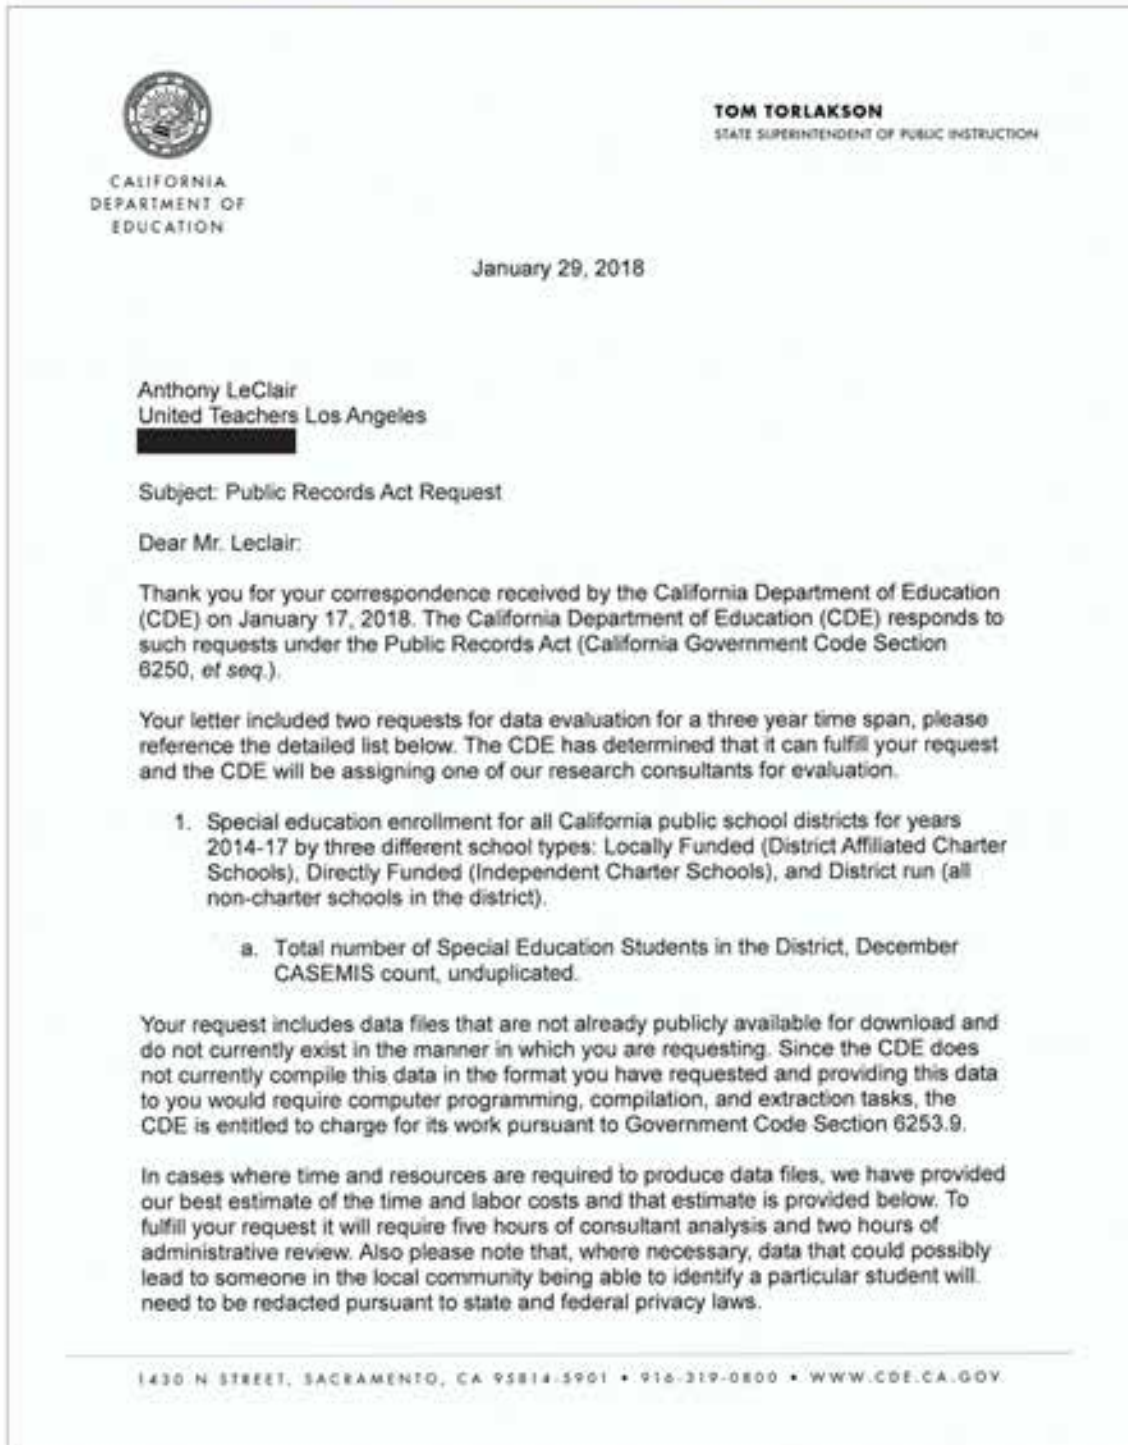 TOM TORLAKSON
STATE SUPERINTENDENT OF PUBLIC INSTRUCTION
CALIFORNIA
DEPARTMENT OF
EDUCATION
January 29, 2018
Anthony LeClair
United Teachers Los Angeles
Subject: Public Records Act Request
Dear Mr. Leclair:
Thank you for your correspondence received by the California Department of Education
(CDE) on January 17, 2018. The California Department of Education (CDE) responds to
such requests under the Public Records Act (California Government Code Section
6250, et seq.).
Your letter included two requests for data evaluation for a three year time span, please
reference the detailed list below. The CDE has determined that it can fulfill your request
and the CDE will be assigning one of our research consultants for evaluation.
1. Special education enrollment for all California public school districts for years
2014-17 by three different school types: Locally Funded (District Affiliated Charter
Schools), Directly Funded (Independent Charter Schools), and District run (all
non-charter schools in the district).
a. Total number of Special Education Students in the District, December
CASEMIS count, unduplicated.
Your request includes data files that are not already publicly available for download and
do not currently exist in the manner in which you are requesting. Since the CDE does
not currently compile this data in the format you have requested and providing this data
to you would require computer programming, compilation, and extraction tasks, the
CDE is entitled to charge for its work pursuant to Government Code Section 6253.9.
In cases where time and resources are required to produce data files, we have provided
our best estimate of the time and labor costs and that estimate is provided below. To
fulfill your request it will require five hours of consultant analysis and two hours of
administrative review. Also please note that, where necessary, data that could possibly
lead to someone in the local community being able to identify a particular student will
need to be redacted pursuant to state and federal privacy laws.
1430 N STREET, SACRAMENTO, CA 95814-5901 • 916-319-0800 • WWW.CDE.CA.GOV